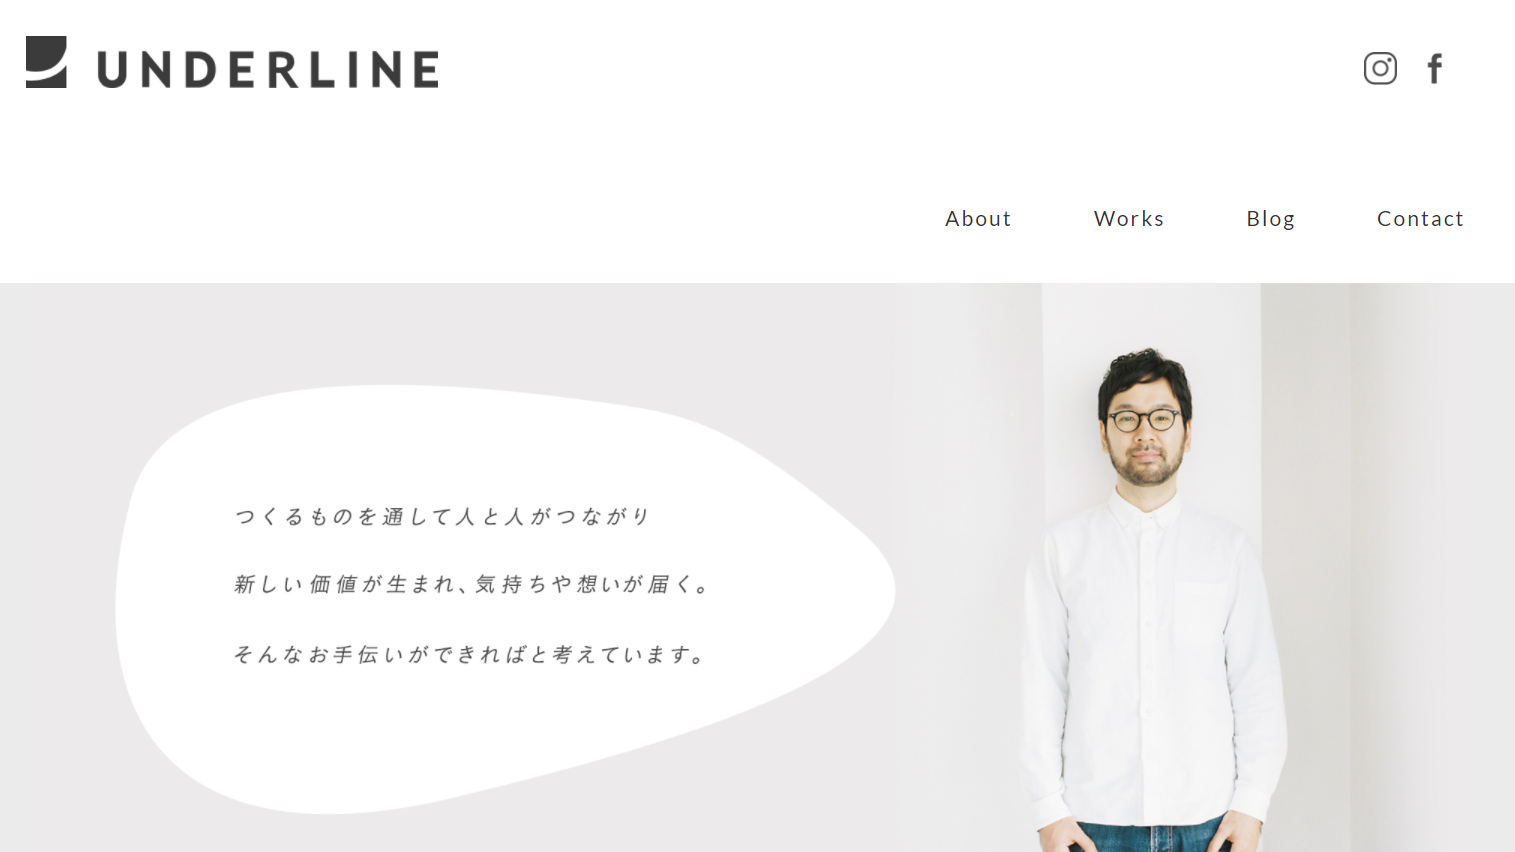 UNDERLINE
About Works Blog Contact
つくるものを通して人と人がつながり
新しい価値が生まれ、気持ちや想いが届く。
そんなお手伝いができればと考えています。